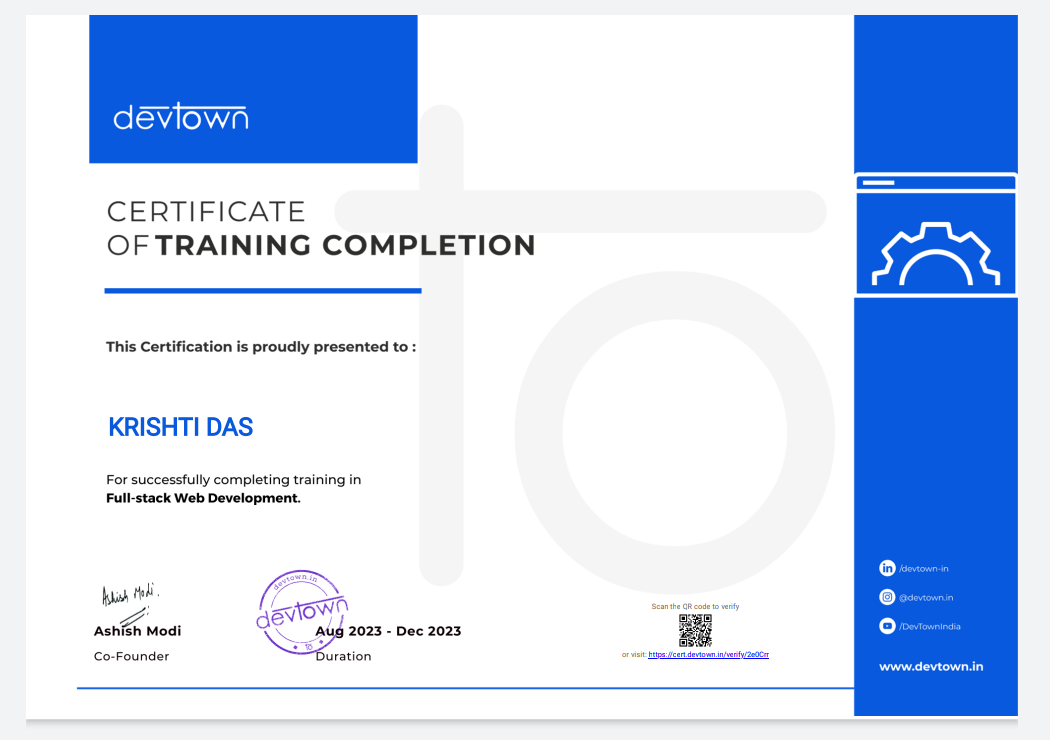 devtown
CERTIFICATE
OF TRAINING COMPLETION
This Certification is proudly presented to :
KRISHTI DAS
For successfully completing training in
Full-stack Web Development.
Ashish Modi.
Ashish Modi
Co-Founder
devtown.in
devtown
to
Aug 2023 - Dec 2023
Duration
Scan the QR code to verify
or visit: https://cert.devtown.in/verify/2e0Crr
/devtown-in
@devtown.in
/DevTownIndia
www.devtown.in